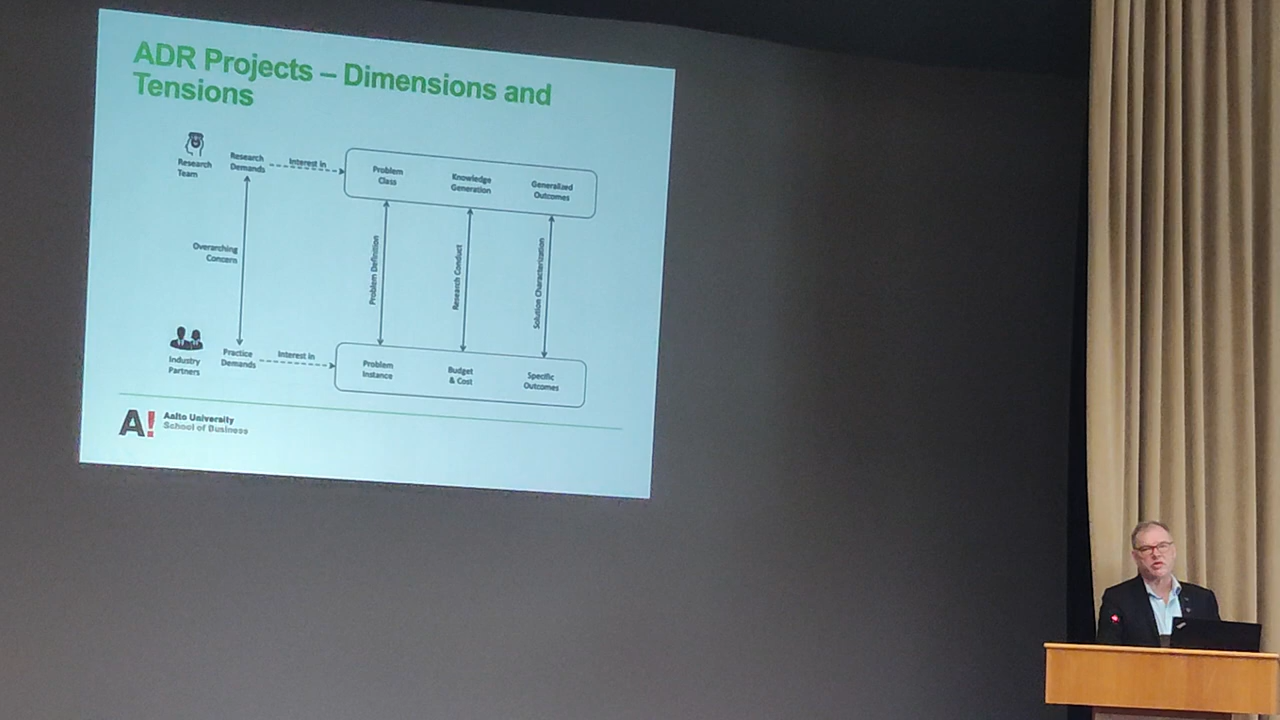 ADR Projects – Dimensions and
Tensions
Research
Team
Research
Demands
Interest in
Problem
Class
Knowledge
Generation
Generalized
Outcomes
Overarching
Concern
Problem Definition
Research Conduct
Solution Characterization
Industry
Partners
Practice
Demands
Interest in
Problem
Instance
Budget
& Cost
Specific
Outcomes
A!
Aalto University
School of Business